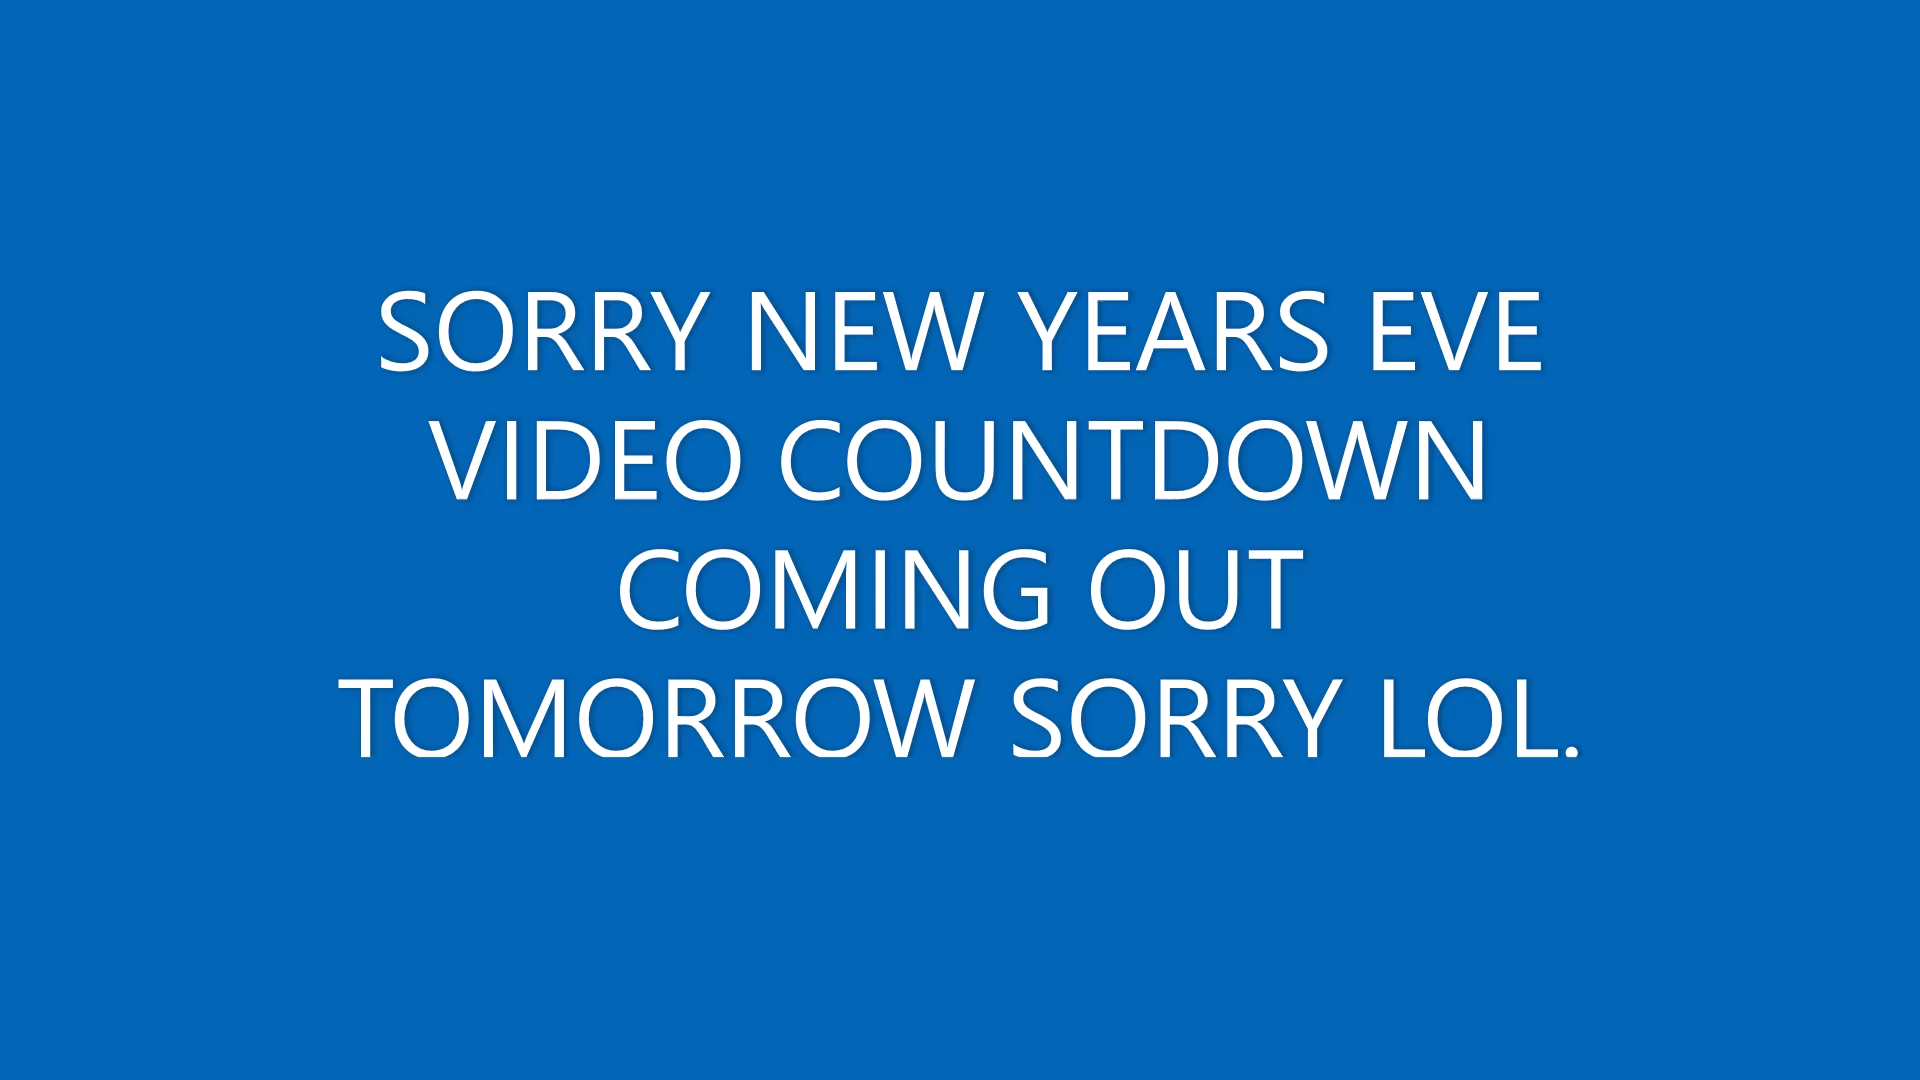 SORRY NEW YEARS EVE
VIDEO COUNTDOWN
COMING OUT
TOMORROW SORRY LOL.